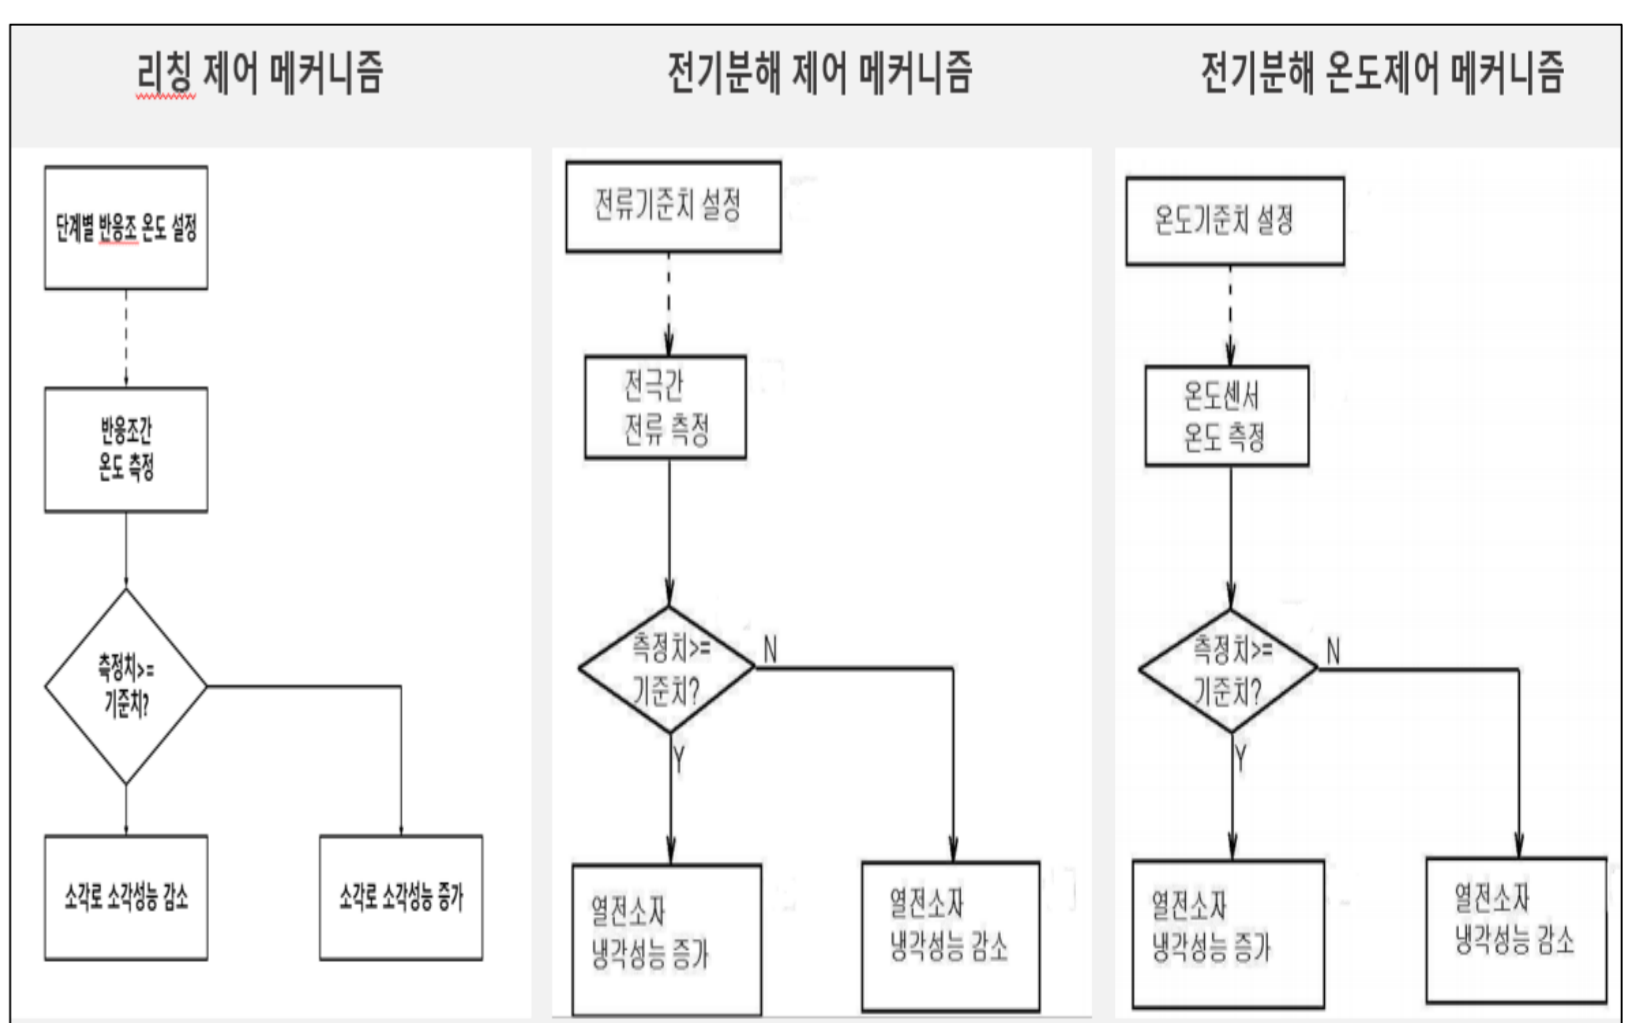 리칭 제어 메커니즘
단계별 반응조 온도 설정
반응조간
온도 측정
측정치>=
기준치?
소각로 소각성능 감소
소각로 소각성능 증가
전기분해 제어 메커니즘
전류기준치 설정
전극간
전류 측정
측정치>=
기준치?
N
Y
열전소자
냉각성능 증가
열전소자
냉각성능 감소
전기분해 온도제어 메커니즘
온도기준치 설정
온도센서
온도 측정
측정치>=
기준치?
N
Y
열전소자
냉각성능 증가
열전소자
냉각성능 감소